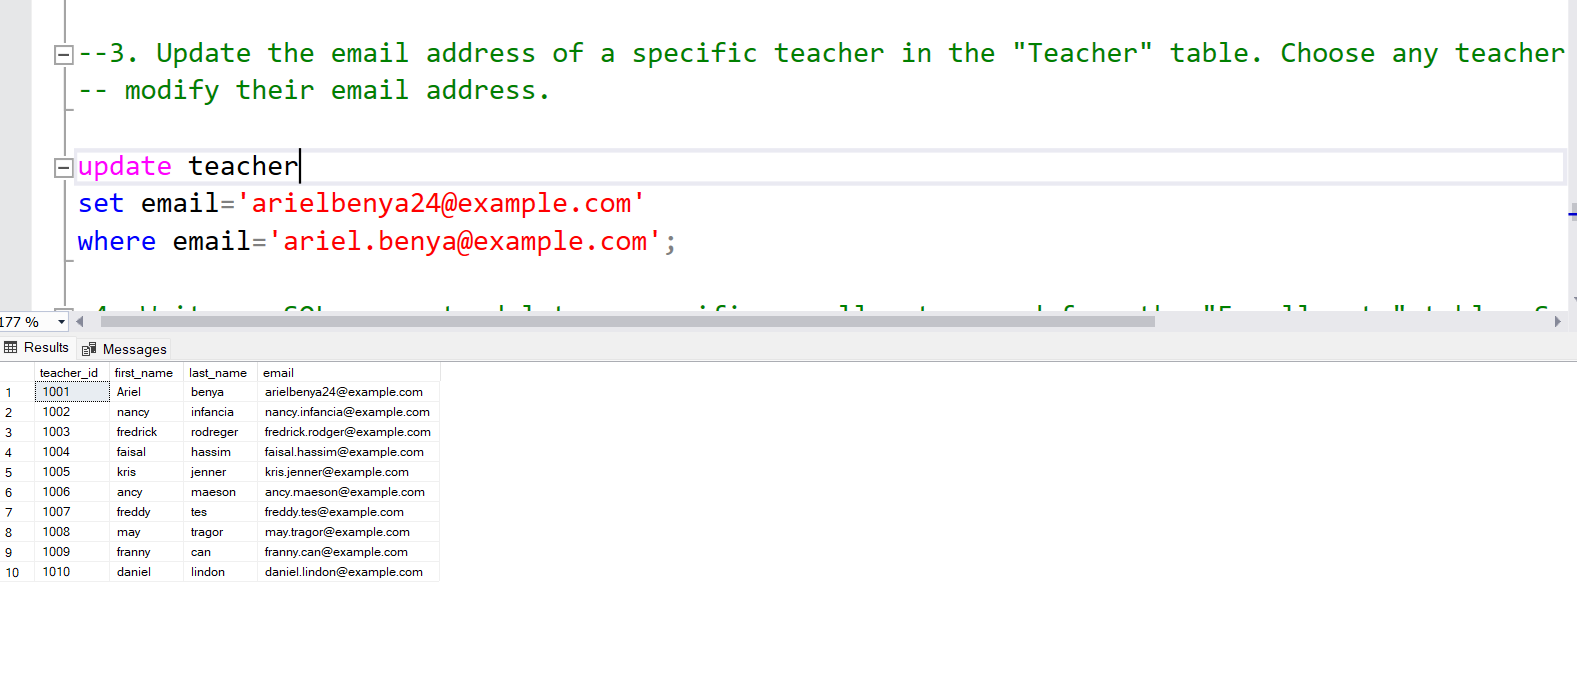 --3. Update the email address of a specific teacher in the "Teacher" table. Choose any teacher
-- modify their email address.
update teacher
set email='arielbenya24@example.com'
where email='ariel.benya@example.com';
177 %
Results Messages
teacher_id first_name last_name email
1 1001 Ariel benya arielbenya24@example.com
2 1002 nancy infancia nancy.infancia@example.com
3 1003 fredrick rodreger fredrick.rodger@example.com
4 1004 faisal hassim faisal.hassim@example.com
5 1005 kris jenner kris.jenner@example.com
6 1006 ancy maeson ancy.maeson@example.com
7 1007 freddy tes freddy.tes@example.com
8 1008 may tragor may.tragor@example.com
9 1009 franny can franny.can@example.com
10 1010 daniel lindon daniel.lindon@example.com